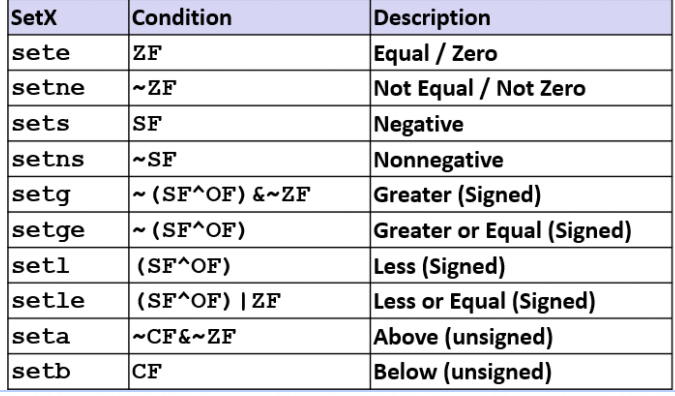 SetX Condition Description
sete ZF Equal / Zero
setne ~ZF Not Equal / Not Zero
sets SF Negative
setns ~SF Nonnegative
setg ~(SF^OF)&~ZF Greater (Signed)
setge ~(SF^OF) Greater or Equal (Signed)
setl (SF^OF) Less (Signed)
setle (SF^OF)|ZF Less or Equal (Signed)
seta ~CF&~ZF Above (unsigned)
setb CF Below (unsigned)